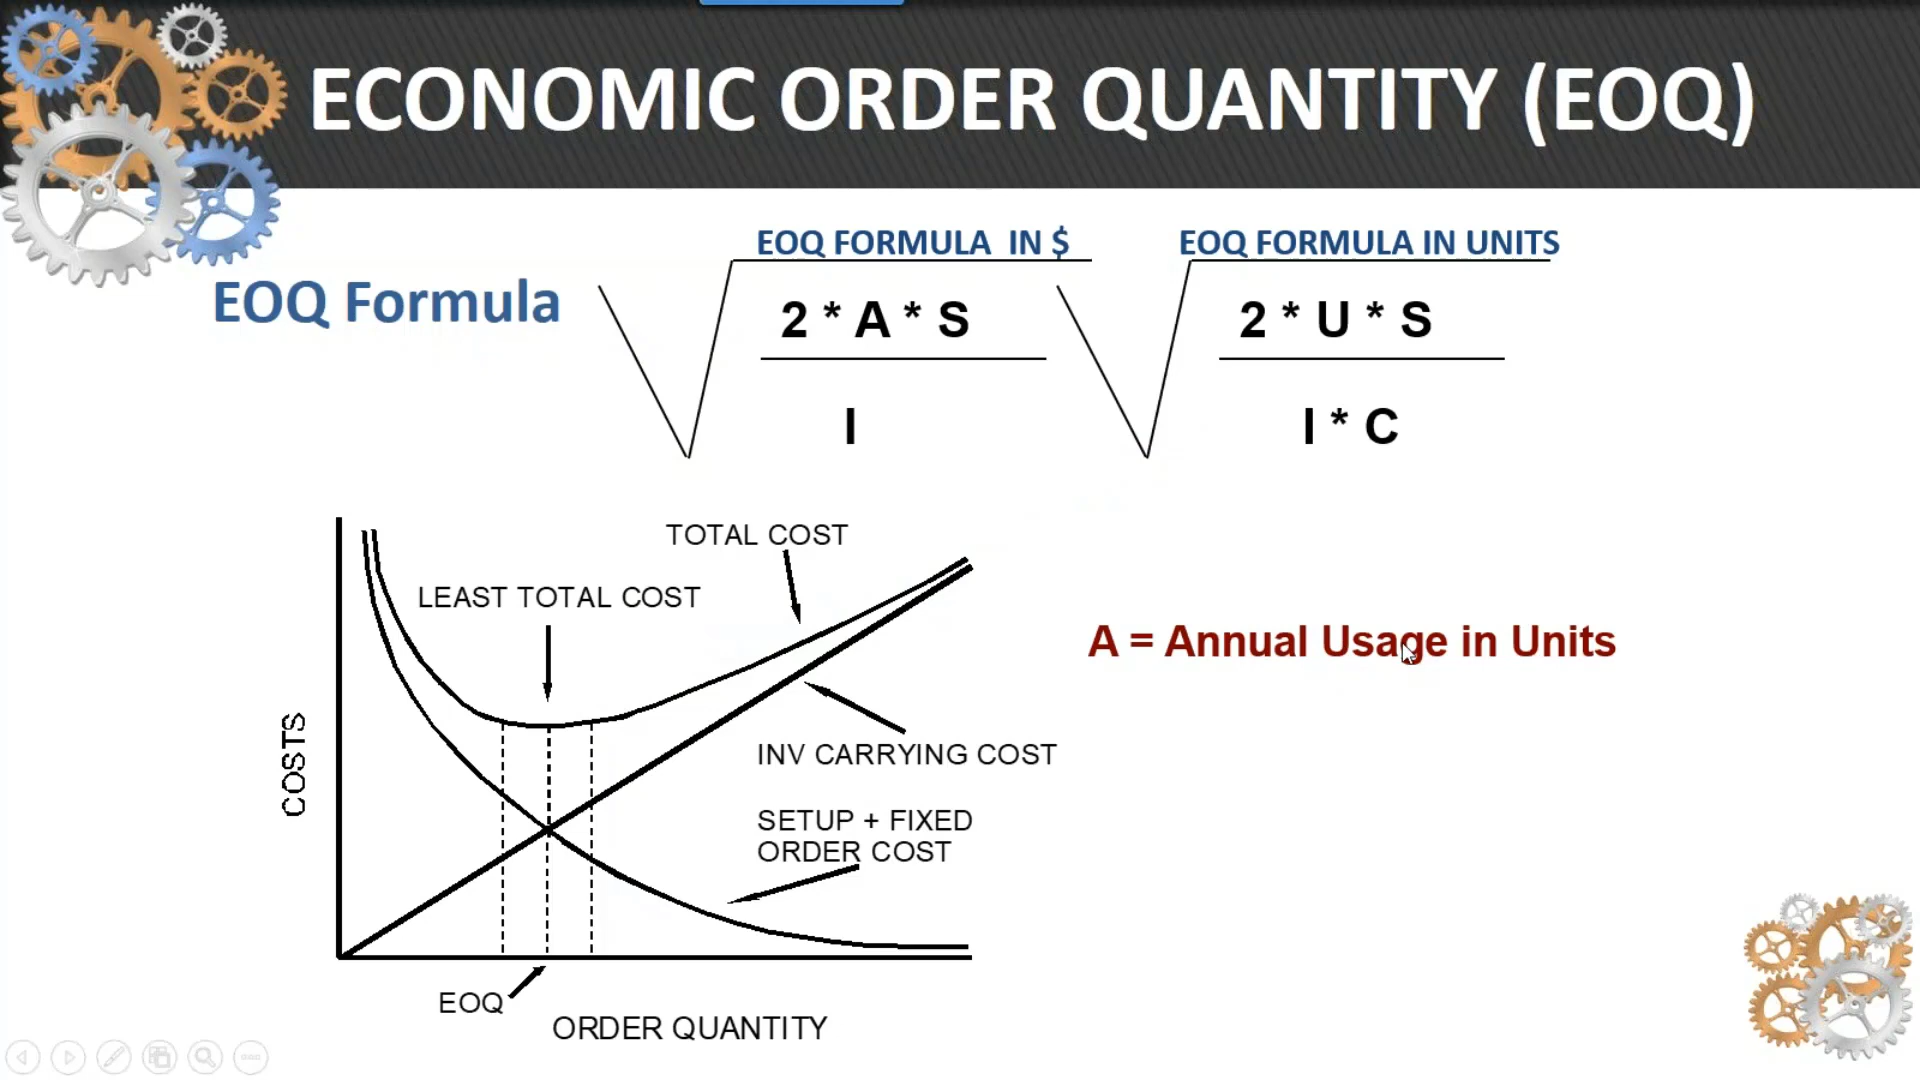 ECONOMIC ORDER QUANTITY (EOQ)
EOQ Formula
EOQ FORMULA IN $
2 * A * S
I
EOQ FORMULA IN UNITS
2 * U * S
I * C
TOTAL COST
LEAST TOTAL COST
COSTS
INV CARRYING COST
SETUP + FIXED
ORDER COST
EOQ
ORDER QUANTITY
A = Annual Usage in Units